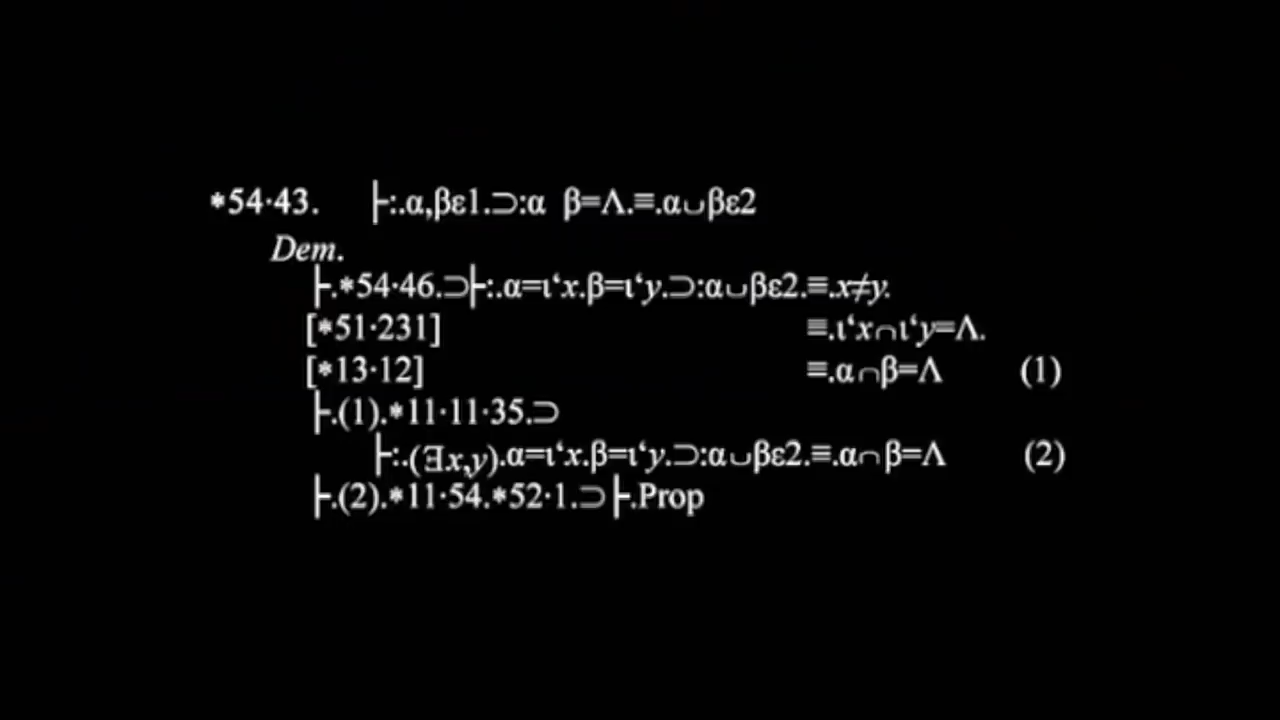 *54·43. ⊢:.α,βε1.⊃:α β=Λ.≡.α∪βε2
Dem.
⊢.*54·46.⊃⊢:.α=ι‘x.β=ι‘y.⊃:α∪βε2.≡.x≠y.
[*51·231] ≡.ι‘x∩ι‘y=Λ.
[*13·12] ≡.α∩β=Λ (1)
⊢.(1).*11·11·35.⊃
⊢:.(∃x,y).α=ι‘x.β=ι‘y.⊃:α∪βε2.≡.α∩β=Λ (2)
⊢.(2).*11·54.*52·1.⊃⊢.Prop